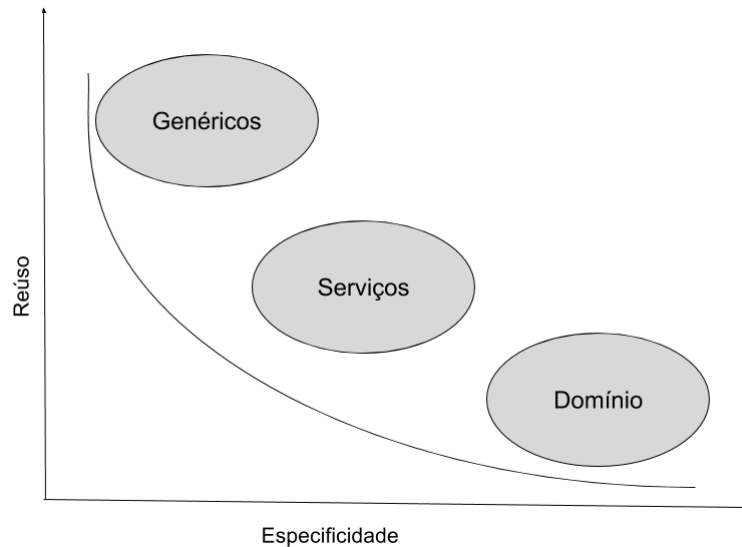 Genéricos
Serviços
Domínio
Reúso
Especificidade